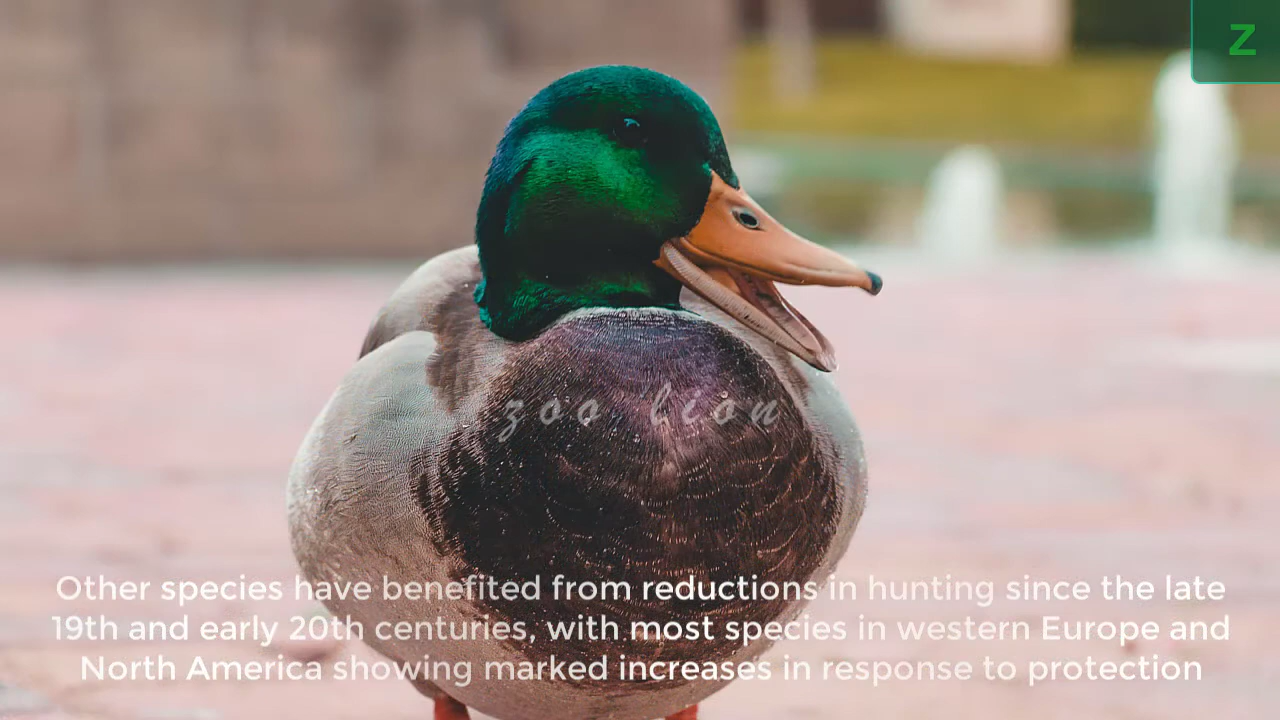 Z
zoo lion
Other species have benefited from reductions in hunting since the late
19th and early 20th centuries, with most species in western Europe and
North America showing marked increases in response to protection